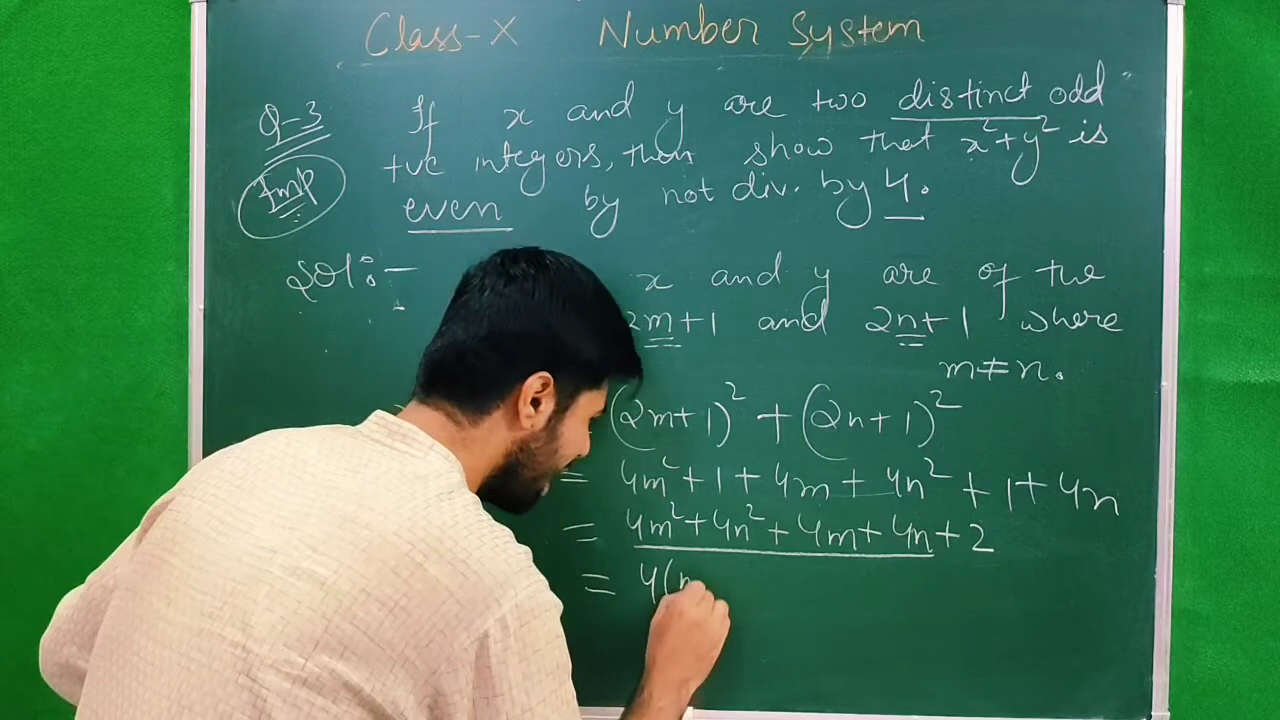 Class-X Number System
Q-3 If x and y are two distinct odd
Imp +ve integers, then show that x²+y² is
even by not div. by 4.
Sol:- x and y are of the
2m+1 and 2n+1 where
m≠n.
(2m+1)² + (2n+1)²
= 4m²+1+4m+4n²+1+4n
= 4m²+4n²+4m+4n+2
= 4(m